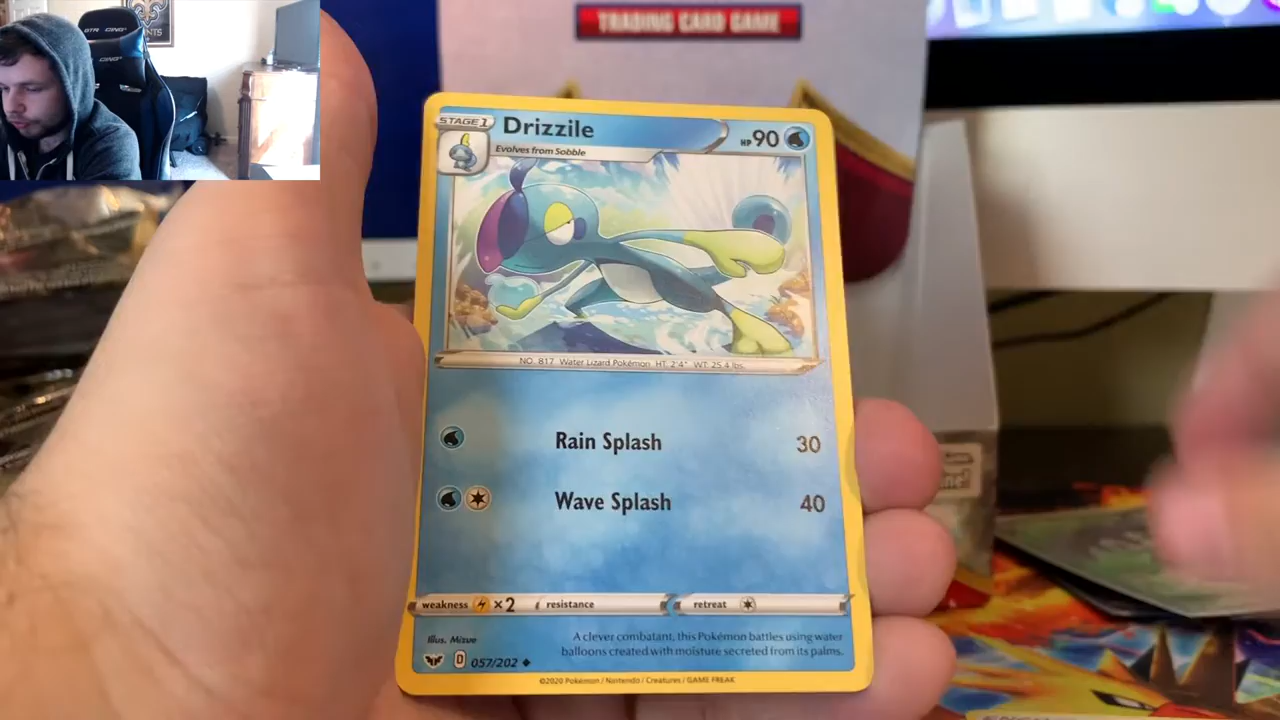 TRADING CARD GAME
STAGE 1
Drizzile
HP 90
Evolves from Sobble
NO. 817 Water Lizard Pokémon HT: 2'4" WT: 25.4 lbs.
Rain Splash 30
Wave Splash 40
weakness ×2 resistance retreat
Illus. Mizue
A clever combatant, this Pokémon battles using water
balloons created with moisture secreted from its palms.
D 057/202
©2020 Pokémon / Nintendo / Creatures / GAME FREAK